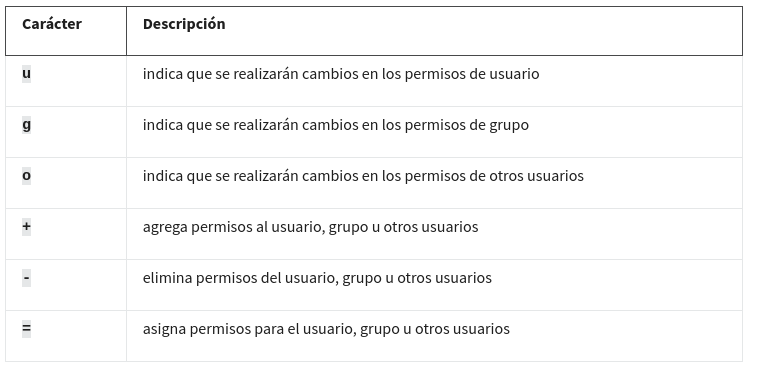 Carácter Descripción
u indica que se realizarán cambios en los permisos de usuario
g indica que se realizarán cambios en los permisos de grupo
o indica que se realizarán cambios en los permisos de otros usuarios
+ agrega permisos al usuario, grupo u otros usuarios
- elimina permisos del usuario, grupo u otros usuarios
= asigna permisos para el usuario, grupo u otros usuarios